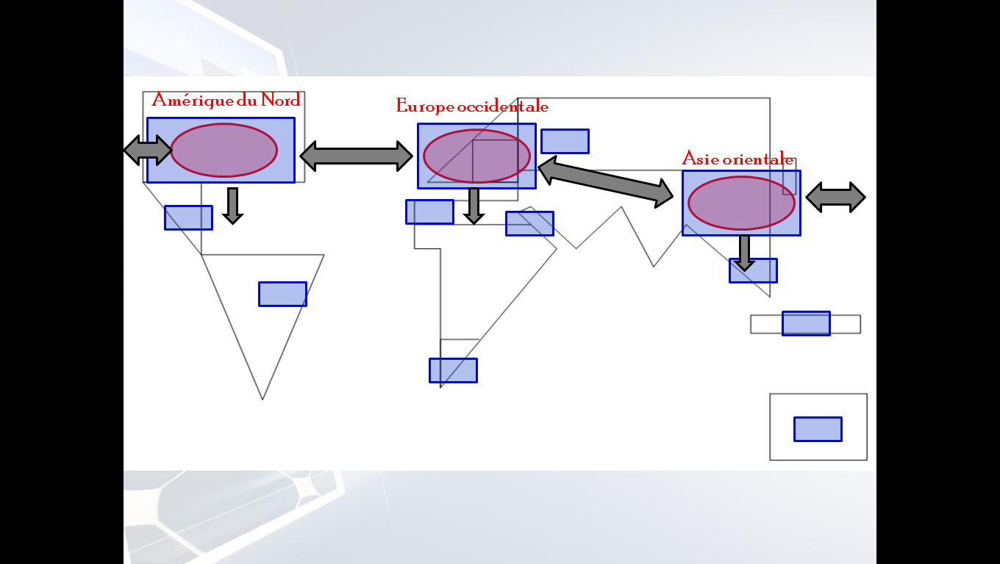 Amérique du Nord
Europe occidentale
Asie orientale